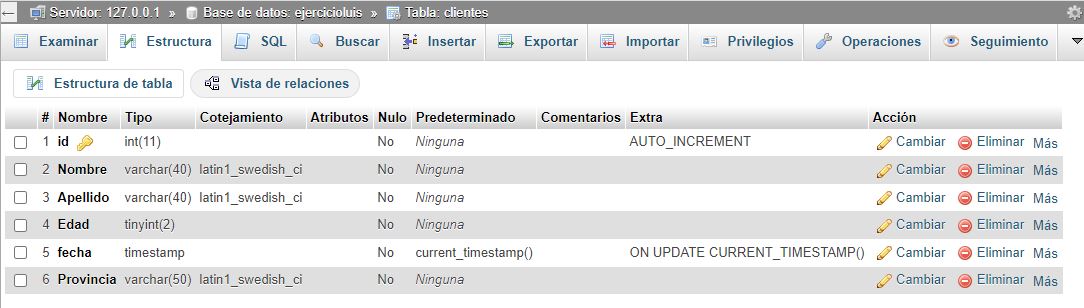 Servidor: 127.0.0.1 » Base de datos: ejercicioluis » Tabla: clientes
Examinar Estructura SQL Buscar Insertar Exportar Importar Privilegios Operaciones Seguimiento
Estructura de tabla Vista de relaciones
# Nombre Tipo Cotejamiento Atributos Nulo Predeterminado Comentarios Extra Acción
1 id int(11) No Ninguna AUTO_INCREMENT Cambiar Eliminar Más
2 Nombre varchar(40) latin1_swedish_ci No Ninguna Cambiar Eliminar Más
3 Apellido varchar(40) latin1_swedish_ci No Ninguna Cambiar Eliminar Más
4 Edad tinyint(2) No Ninguna Cambiar Eliminar Más
5 fecha timestamp No current_timestamp() ON UPDATE CURRENT_TIMESTAMP() Cambiar Eliminar Más
6 Provincia varchar(50) latin1_swedish_ci No Ninguna Cambiar Eliminar Más